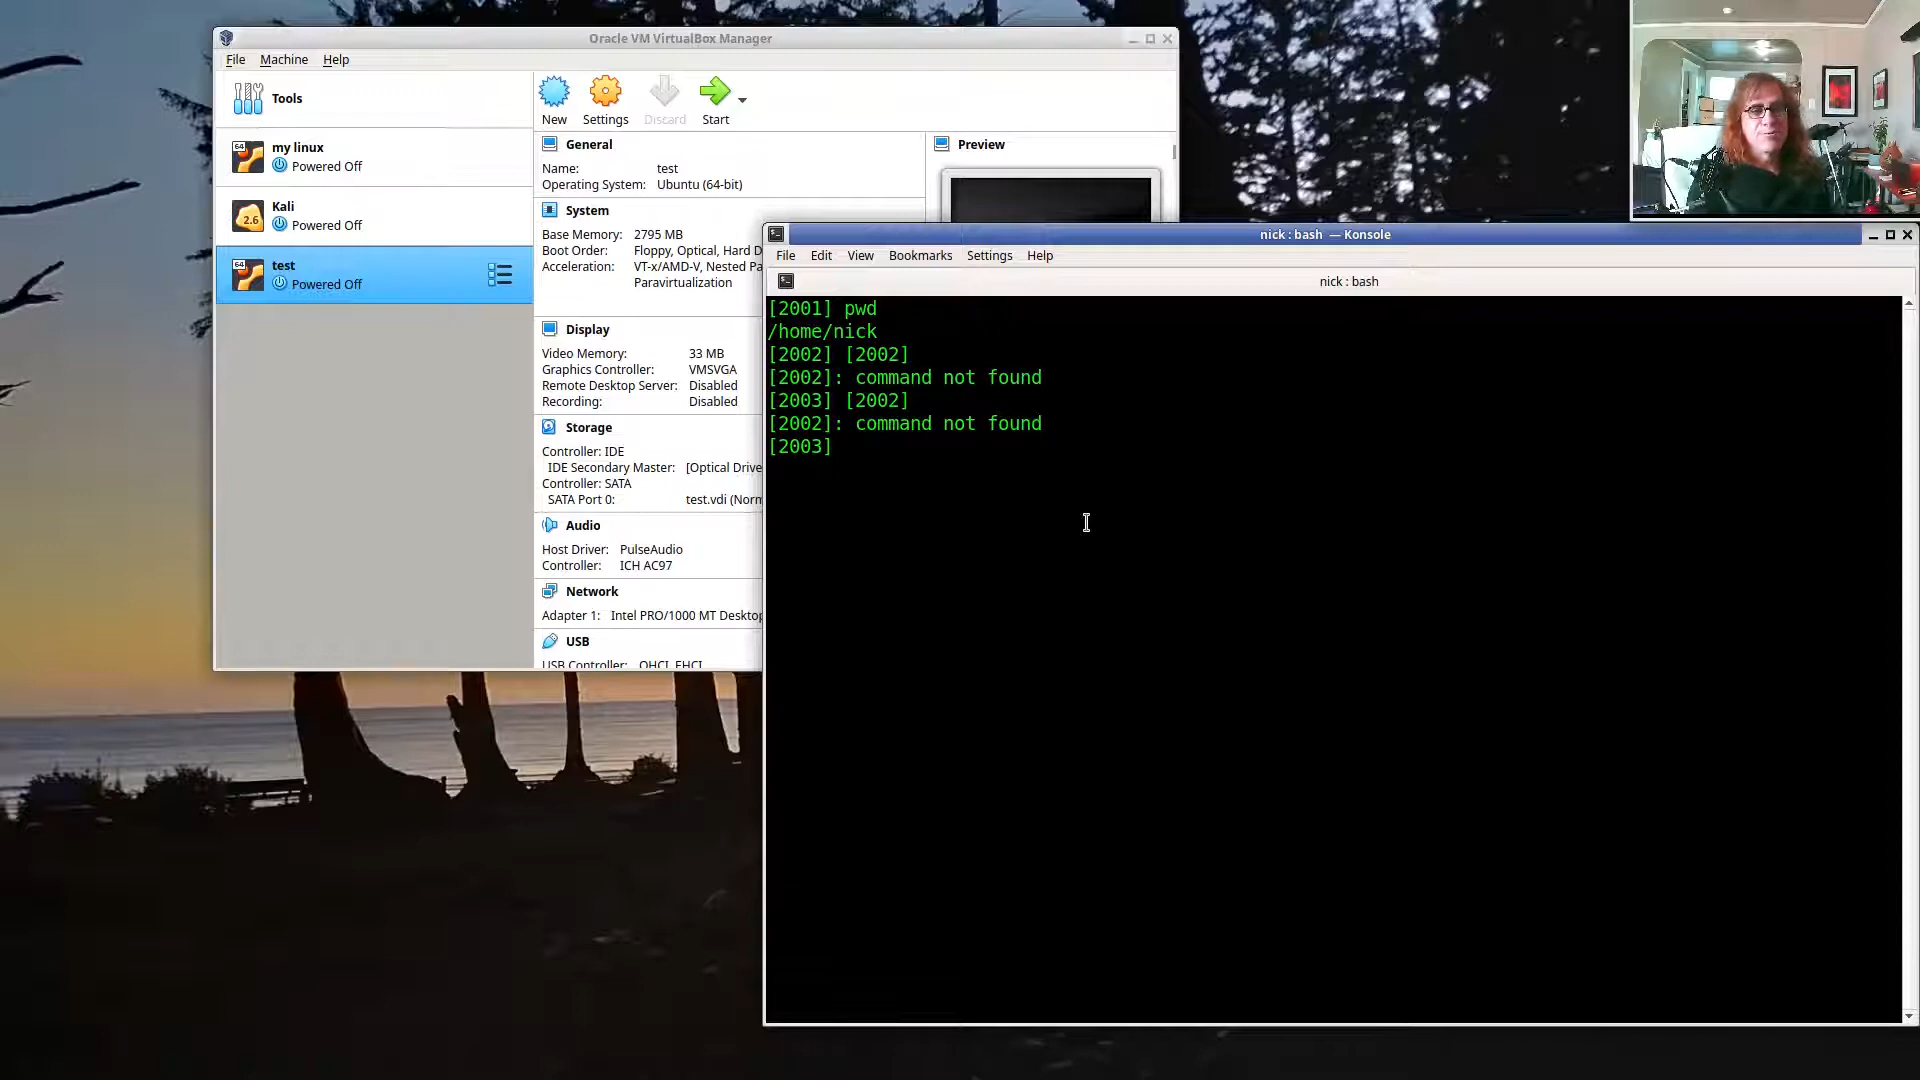 Oracle VM VirtualBox Manager
File Machine Help
Tools
64
my linux
Powered Off
2.6
Kali
Powered Off
64
test
Powered Off
New
Settings
Discard
Start
General
Name: test
Operating System: Ubuntu (64-bit)
System
Base Memory: 2795 MB
Boot Order: Floppy, Optical, Hard D
Acceleration: VT-x/AMD-V, Nested Pa
Paravirtualization
Display
Video Memory: 33 MB
Graphics Controller: VMSVGA
Remote Desktop Server: Disabled
Recording: Disabled
Storage
Controller: IDE
IDE Secondary Master: [Optical Drive
Controller: SATA
SATA Port 0: test.vdi (Norm
Audio
Host Driver: PulseAudio
Controller: ICH AC97
Network
Adapter 1: Intel PRO/1000 MT Desktop
USB
USB Controller: OHCI, EHCI
Preview
nick : bash — Konsole
File Edit View Bookmarks Settings Help
nick : bash
[2001] pwd
/home/nick
[2002] [2002]
[2002]: command not found
[2003] [2002]
[2002]: command not found
[2003]